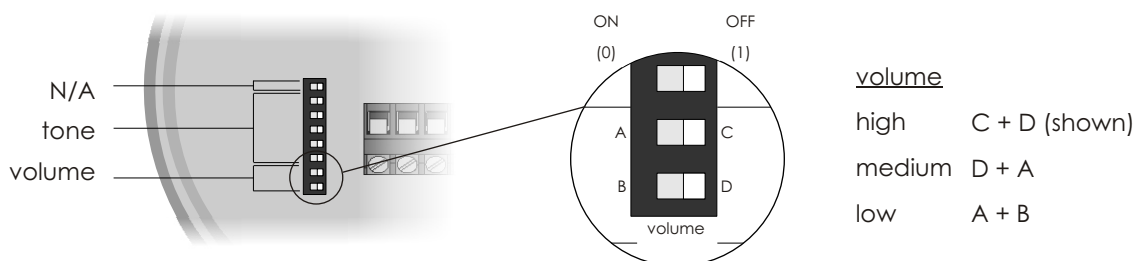 N/A
tone
volume
ON
(0)
OFF
(1)
A
C
B
D
volume
volume
high C + D (shown)
medium D + A
low A + B